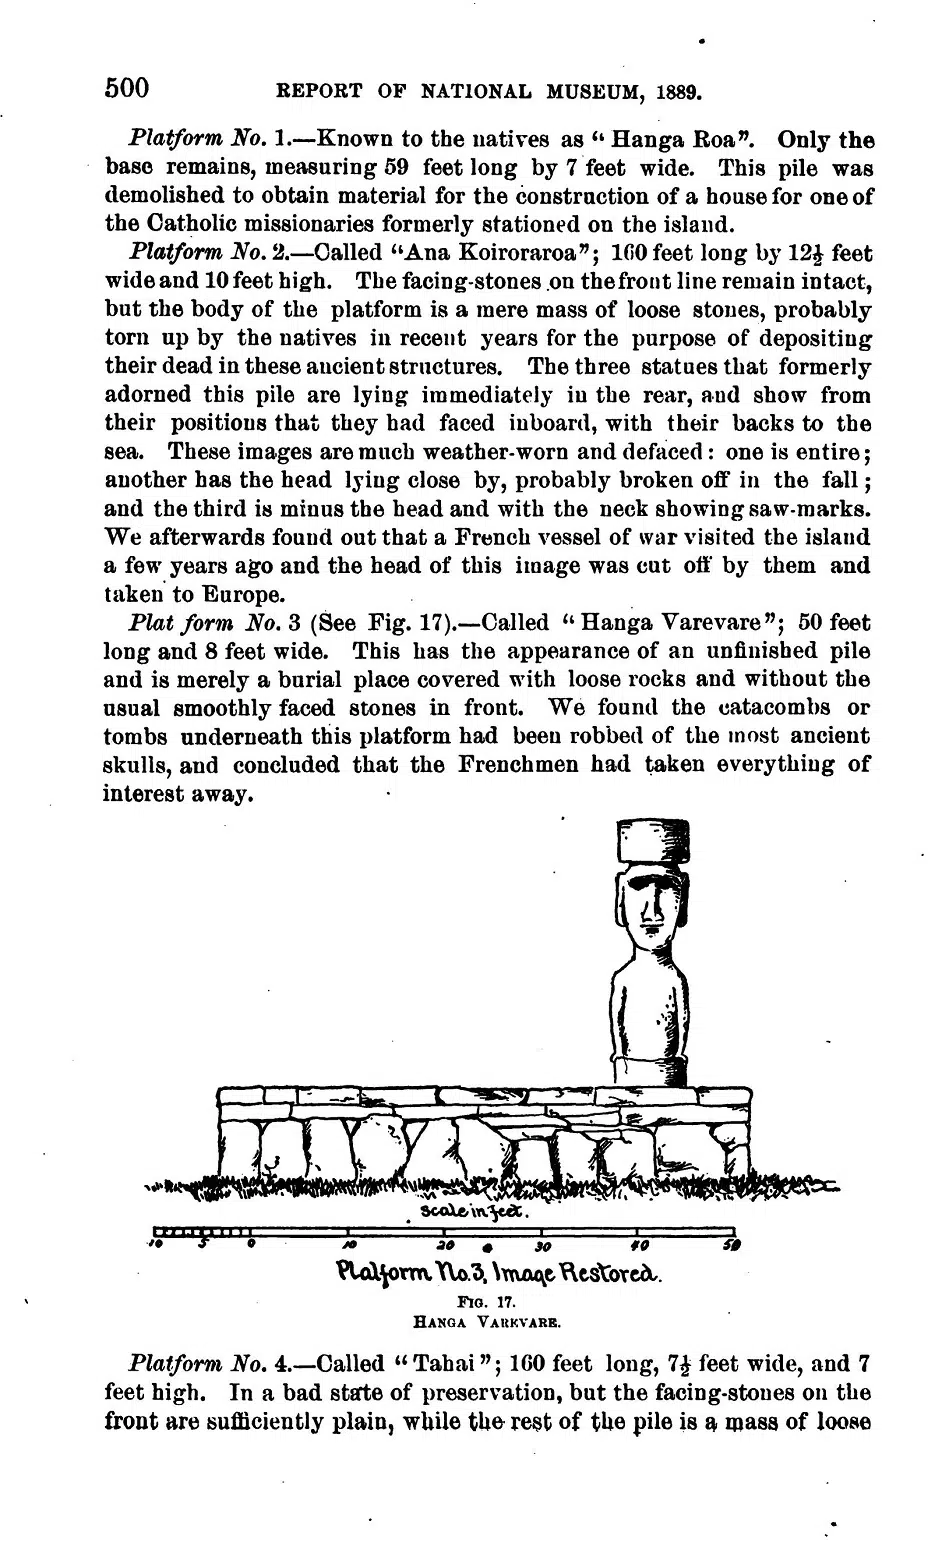 500 REPORT OF NATIONAL MUSEUM, 1889.
Platform No. 1.—Known to the natives as “ Hanga Roa”. Only the
base remains, measuring 59 feet long by 7 feet wide. This pile was
demolished to obtain material for the construction of a house for one of
the Catholic missionaries formerly stationed on the island.
Platform No. 2.—Called “Ana Koiroraroa”; 160 feet long by 12½ feet
wide and 10 feet high. The facing-stones on the front line remain intact,
but the body of the platform is a mere mass of loose stones, probably
torn up by the natives in recent years for the purpose of depositing
their dead in these ancient structures. The three statues that formerly
adorned this pile are lying immediately in the rear, and show from
their positions that they had faced inboard, with their backs to the
sea. These images are much weather-worn and defaced: one is entire;
another has the head lying close by, probably broken off in the fall;
and the third is minus the head and with the neck showing saw-marks.
We afterwards found out that a French vessel of war visited the island
a few years ago and the head of this image was cut off by them and
taken to Europe.
Plat form No. 3 (See Fig. 17).—Called “ Hanga Varevare”; 50 feet
long and 8 feet wide. This has the appearance of an unfinished pile
and is merely a burial place covered with loose rocks and without the
usual smoothly faced stones in front. We found the catacombs or
tombs underneath this platform had been robbed of the most ancient
skulls, and concluded that the Frenchmen had taken everything of
interest away.
scale in feet.
10 5 0 10 20 30 40 50
Platform No. 3, Image Restored.
FIG. 17.
HANGA VARKVARE.
Platform No. 4.—Called “ Tahai ”; 160 feet long, 7½ feet wide, and 7
feet high. In a bad state of preservation, but the facing-stones on the
front are sufficiently plain, while the rest of the pile is a mass of loose